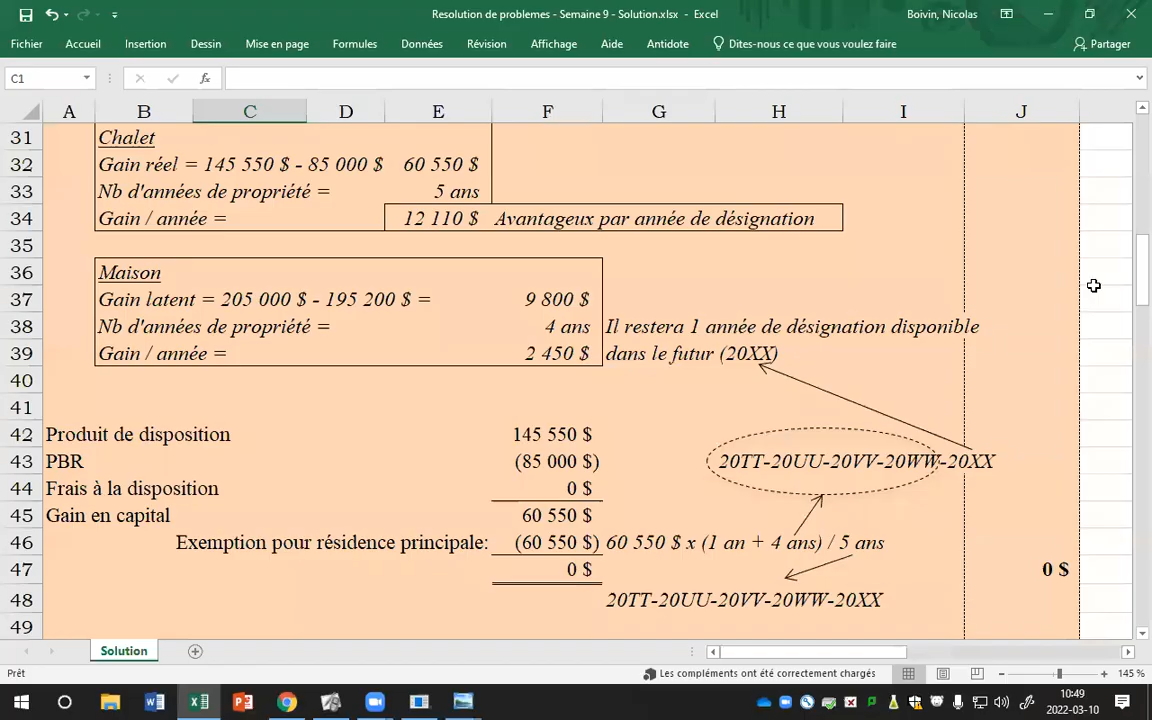 Resolution de problemes - Semaine 9 - Solution.xlsx - Excel
Boivin, Nicolas
Fichier Accueil Insertion Dessin Mise en page Formules Données Révision Affichage Aide Antidote Dites-nous ce que vous voulez faire Partager
C1 fx
A B C D E F G H I J
31 Chalet
32 Gain réel = 145 550 $ - 85 000 $ 60 550 $
33 Nb d'années de propriété = 5 ans
34 Gain / année = 12 110 $ Avantageux par année de désignation
35
36 Maison
37 Gain latent = 205 000 $ - 195 200 $ = 9 800 $
38 Nb d'années de propriété = 4 ans Il restera 1 année de désignation disponible
39 Gain / année = 2 450 $ dans le futur (20XX)
40
41
42 Produit de disposition 145 550 $
43 PBR (85 000 $) 20TT-20UU-20VV-20WW-20XX
44 Frais à la disposition 0 $
45 Gain en capital 60 550 $
46 Exemption pour résidence principale: (60 550 $) 60 550 $ x (1 an + 4 ans) / 5 ans
47 0 $ 0 $
48 20TT-20UU-20VV-20WW-20XX
49
Solution
Prêt Les compléments ont été correctement chargés 145 %
10:49
2022-03-10